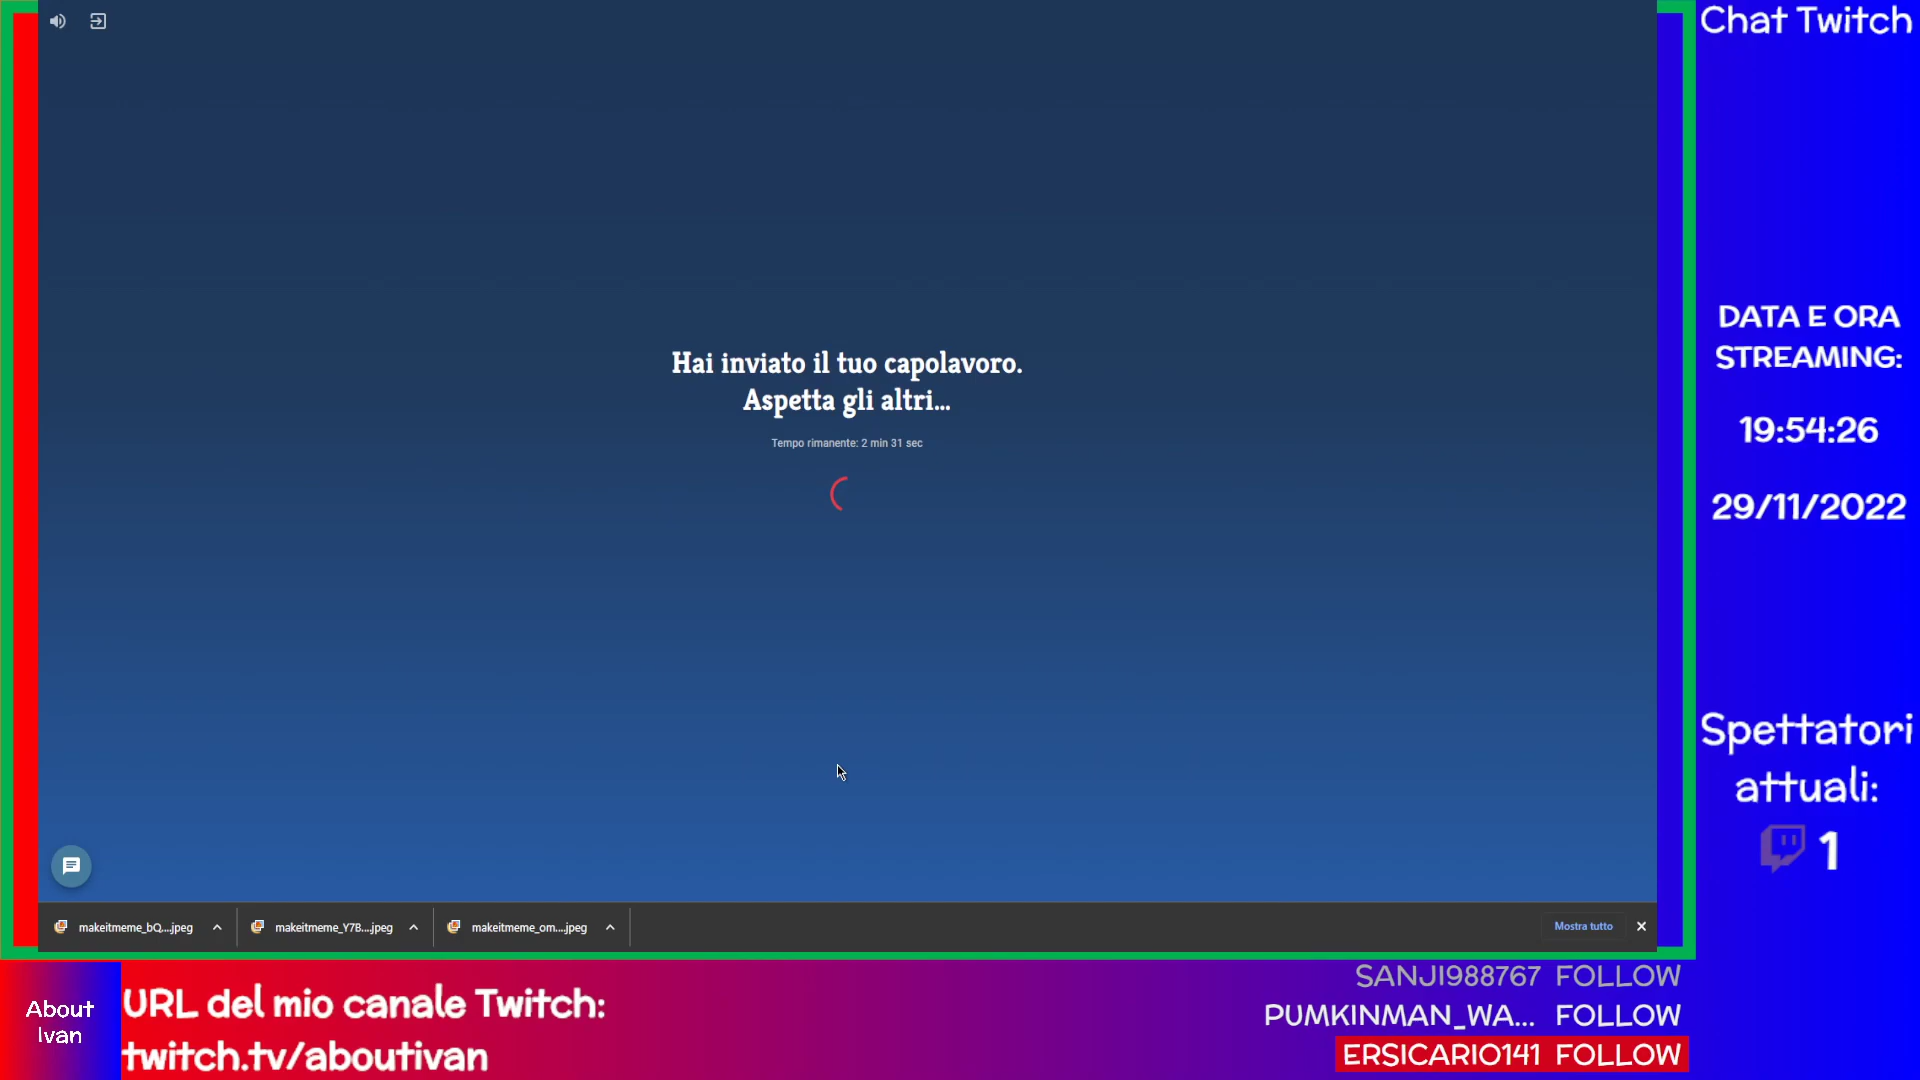 Chat Twitch
Hai inviato il tuo capolavoro.
Aspetta gli altri...
Tempo rimanente: 2 min 31 sec
DATA E ORA
STREAMING:
19:54:26
29/11/2022
Spettatori
attuali:
1
makeitmeme_bQ....jpeg
makeitmeme_Y7B....jpeg
makeitmeme_om....jpeg
Mostra tutto
About
Ivan
URL del mio canale Twitch:
twitch.tv/aboutivan
SANJI988767 FOLLOW
PUMKINMAN_WA... FOLLOW
ERSICARIO141 FOLLOW